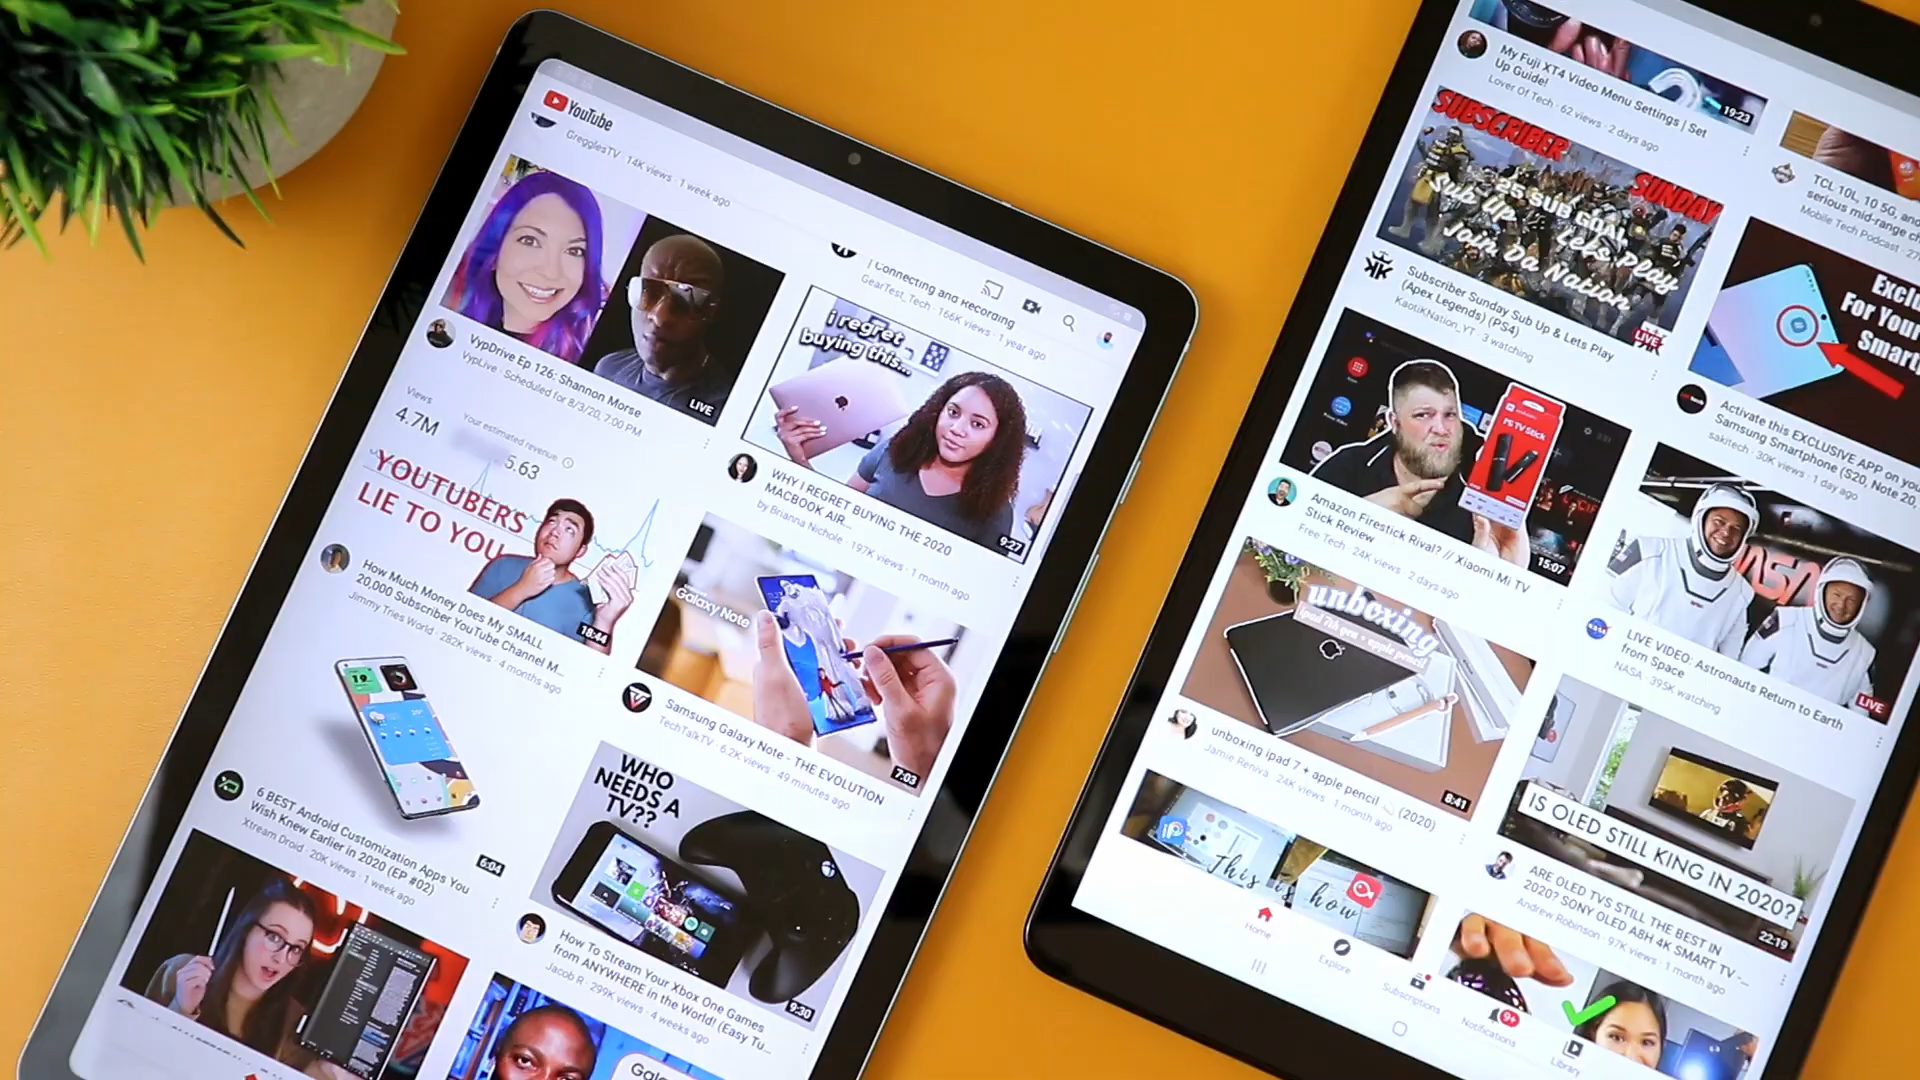 YouTube
GregglesTV · 14K views · 1 week ago
LIVE
VypDrive Ep 126: Shannon Morse
VypLive · Scheduled for 8/3/20, 7:00 PM
| Connecting and Recording
GearTest_Tech · 166K views · 1 year ago
i regret
buying this...
9:27
WHY I REGRET BUYING THE 2020
MACBOOK AIR...
by Brianna Nichole · 197K views · 1 month ago
Views
4.7M
Your estimated revenue
5.63
YOUTUBERS
LIE TO YOU
18:44
How Much Money Does My SMALL
20,000 Subscriber YouTube Channel M...
Jimmy Tries World · 282K views · 4 months ago
Galaxy Note
7:03
Samsung Galaxy Note - THE EVOLUTION
TechTalkTV · 6.2K views · 49 minutes ago
19
6:04
6 BEST Android Customization Apps You
Wish Knew Earlier in 2020 (EP #02)
Xtream Droid · 20K views · 1 week ago
WHO
NEEDS A
TV??
9:30
How To Stream Your Xbox One Games
from ANYWHERE in the World! (Easy Tu...
Jacob R · 299K views · 4 weeks ago
19:23
My Fuji XT4 Video Menu Settings | Set
Up Guide!
Lover Of Tech · 62 views · 2 days ago
TCL 10L, 10 5G, and
serious mid-range ch
Mobile Tech Podcast · 27
SUBSCRIBER
SUNDAY
25 SUB GOAL
Sub Up Lets Play
Join Da Nation
LIVE
Subscriber Sunday Sub Up & Lets Play
(Apex Legends) (PS4)
KaotiKNation_YT · 3 watching
Exclu
For Your
Smart
Activate this EXCLUSIVE APP on you
Samsung Smartphone (S20, Note 20,
sakitech · 30K views · 1 day ago
TV Stick
15:07
Amazon Firestick Rival? // Xiaomi Mi TV
Stick Review
Free Tech · 24K views · 2 days ago
NASA
LIVE
LIVE VIDEO: Astronauts Return to Earth
from Space
NASA · 395K watching
unboxing
ipad 7th gen + apple pencil
8:41
unboxing ipad 7 + apple pencil (2020)
Jamie Reniva · 24K views · 1 month ago
IS OLED STILL KING IN 2020?
22:19
ARE OLED TVS STILL THE BEST IN
2020? SONY OLED A8H 4K SMART TV -...
Andrew Robinson · 97K views · 1 month ago
This is how
Home
Explore
Subscriptions
9+
Notifications
Library